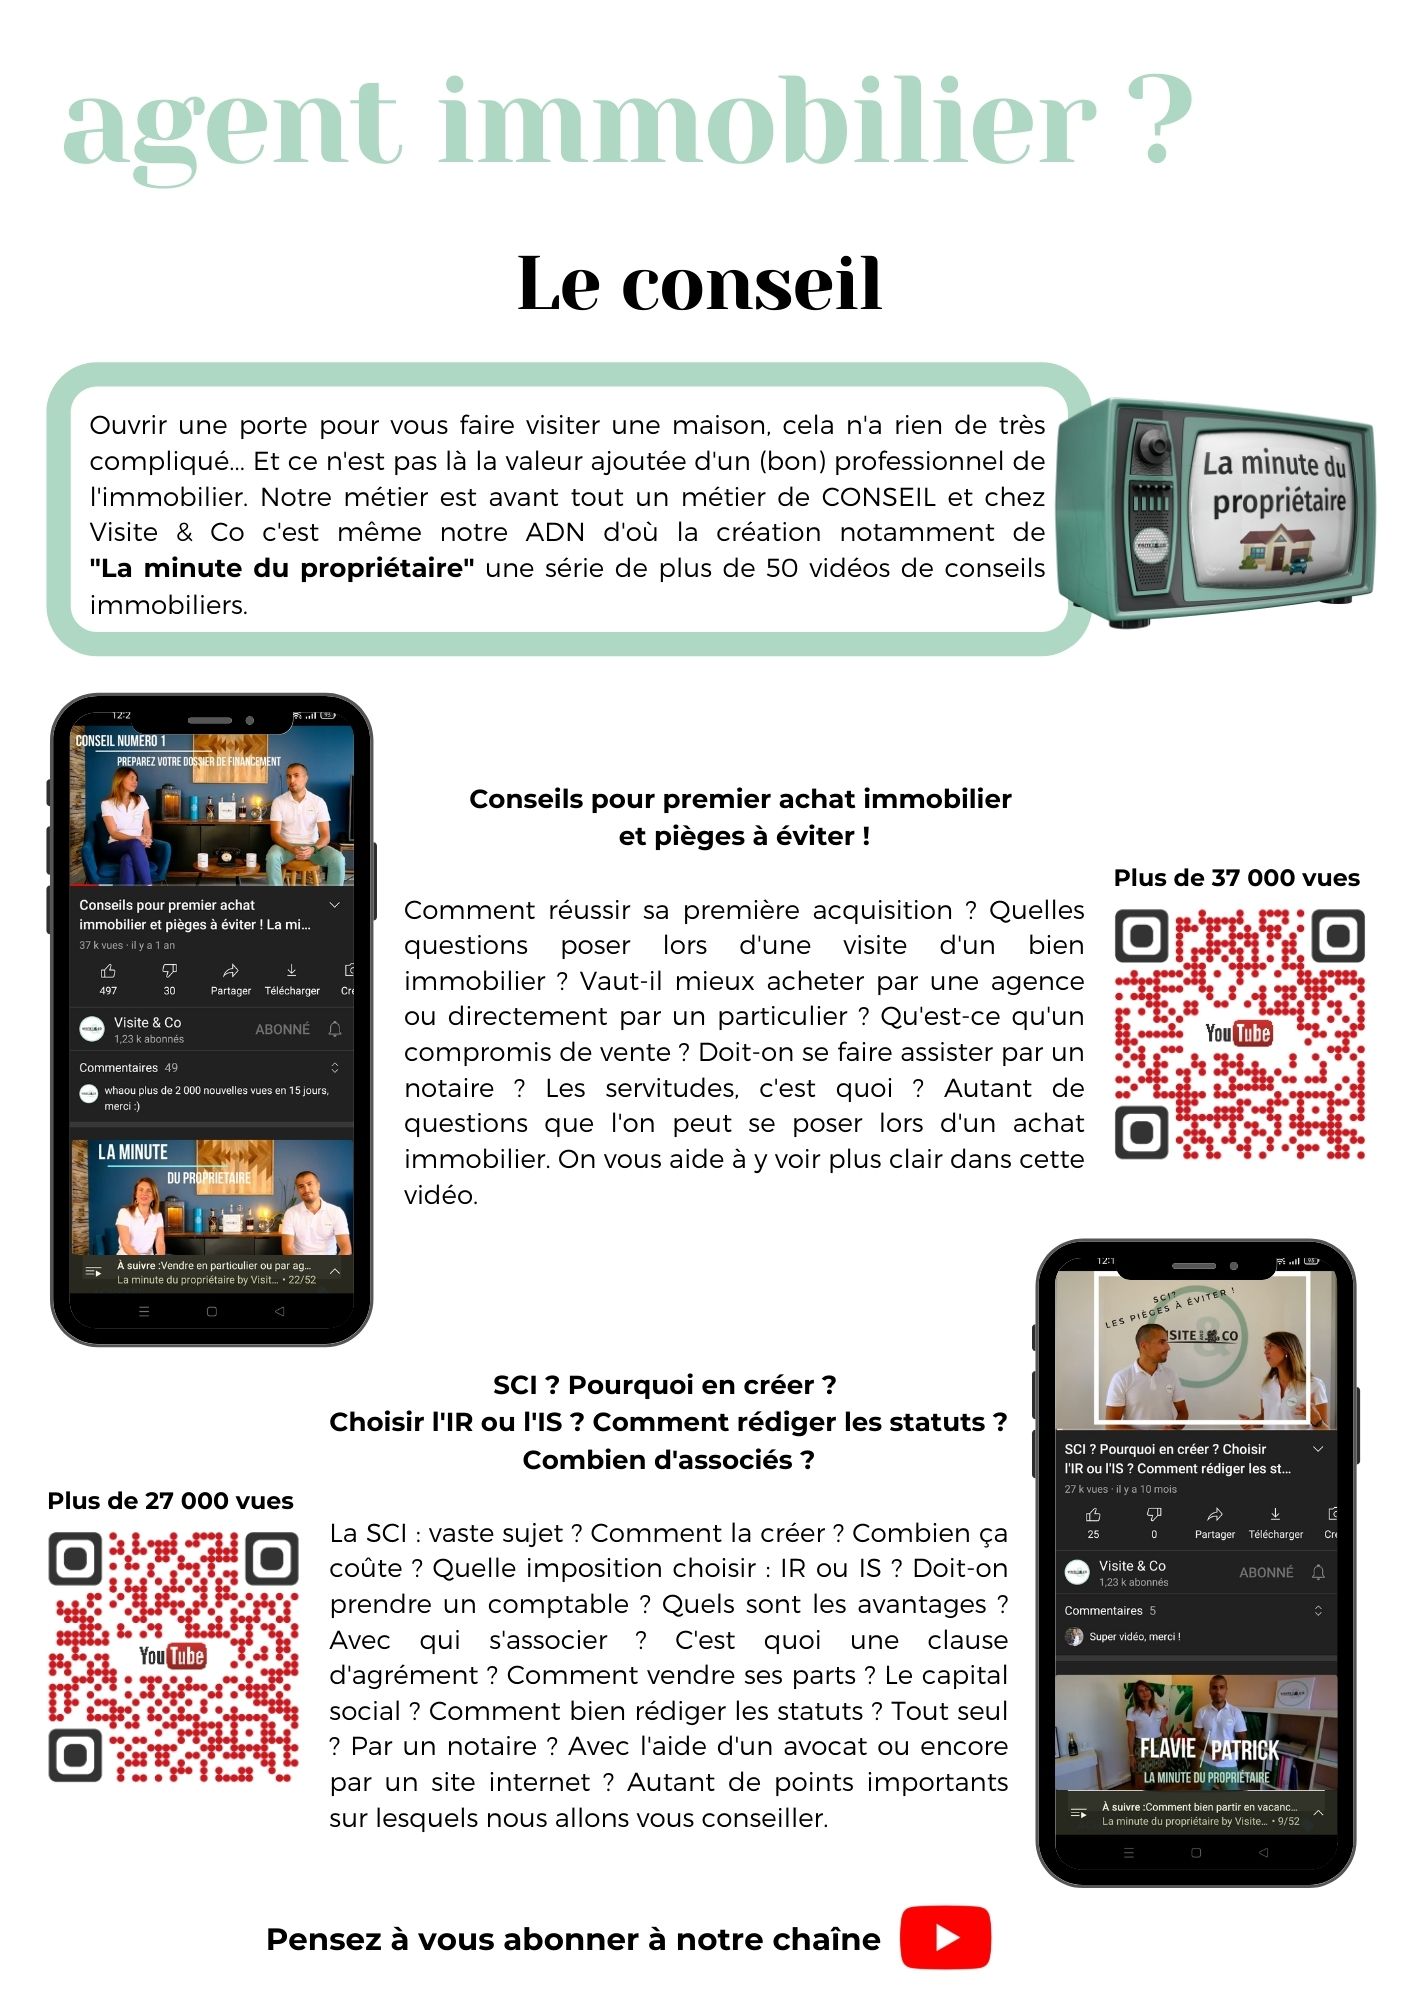 agent immobilier ?
Le conseil
Ouvrir une porte pour vous faire visiter une maison, cela n'a rien de très
compliqué... Et ce n'est pas là la valeur ajoutée d'un (bon) professionnel de
l'immobilier. Notre métier est avant tout un métier de CONSEIL et chez
Visite & Co c'est même notre ADN d'où la création notamment de
"La minute du propriétaire" une série de plus de 50 vidéos de conseils
immobiliers.
La minute du
propriétaire
CONSEIL NUMERO 1
PREPAREZ VOTRE DOSSIER DE FINANCEMENT
Conseils pour premier achat
immobilier et pièges à éviter ! La mi...
37 k vues · il y a 1 an
497 30 Partager Télécharger Cré
Visite & Co
1,23 k abonnés
ABONNÉ
Commentaires 49
whaou plus de 2 000 nouvelles vues en 15 jours,
merci :)
LA MINUTE
DU PROPRIETAIRE
À suivre :Vendre en particulier ou par ag...
La minute du propriétaire by Visit... • 22/52
Conseils pour premier achat immobilier
et pièges à éviter !
Comment réussir sa première acquisition ? Quelles
questions poser lors d'une visite d'un bien
immobilier ? Vaut-il mieux acheter par une agence
ou directement par un particulier ? Qu'est-ce qu'un
compromis de vente ? Doit-on se faire assister par un
notaire ? Les servitudes, c'est quoi ? Autant de
questions que l'on peut se poser lors d'un achat
immobilier. On vous aide à y voir plus clair dans cette
vidéo.
Plus de 37 000 vues
YouTube
SCI ? Pourquoi en créer ?
Choisir l'IR ou l'IS ? Comment rédiger les statuts ?
Combien d'associés ?
Plus de 27 000 vues
YouTube
La SCI : vaste sujet ? Comment la créer ? Combien ça
coûte ? Quelle imposition choisir : IR ou IS ? Doit-on
prendre un comptable ? Quels sont les avantages ?
Avec qui s'associer ? C'est quoi une clause
d'agrément ? Comment vendre ses parts ? Le capital
social ? Comment bien rédiger les statuts ? Tout seul
? Par un notaire ? Avec l'aide d'un avocat ou encore
par un site internet ? Autant de points importants
sur lesquels nous allons vous conseiller.
SCI?
LES PIÈGES À ÉVITER !
SCI ? Pourquoi en créer ? Choisir
l'IR ou l'IS ? Comment rédiger les st...
27 k vues · il y a 10 mois
25 0 Partager Télécharger Cré
Visite & Co
1,23 k abonnés
ABONNÉ
Commentaires 5
Super vidéo, merci !
FLAVIE / PATRICK
LA MINUTE DU PROPRIÉTAIRE
À suivre :Comment bien partir en vacanc...
La minute du propriétaire by Visite... • 9/52
Pensez à vous abonner à notre chaîne